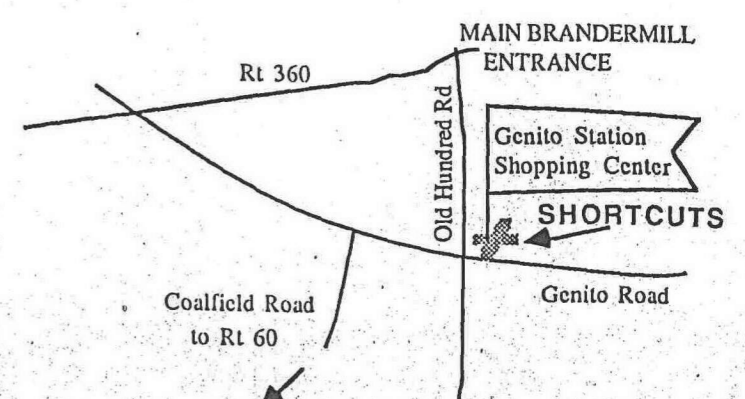 MAIN BRANDERMILL
ENTRANCE
Rt 360
Old Hundred Rd
Genito Station
Shopping Center
SHORTCUTS
Coalfield Road
to Rt 60
Genito Road